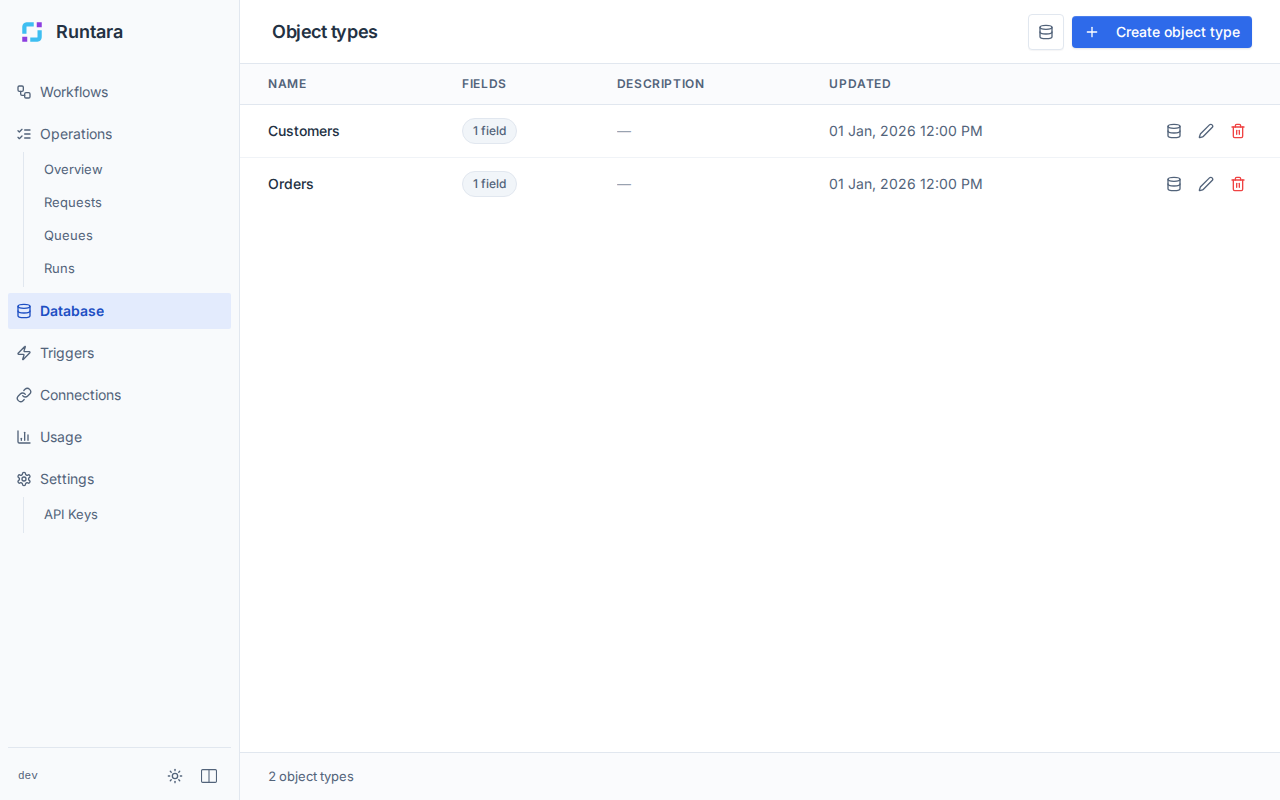 Runtara
Object types
Create object type
Workflows
Operations
Overview
Requests
Queues
Runs
Database
Triggers
Connections
Usage
Settings
API Keys
dev
NAME FIELDS DESCRIPTION UPDATED
Customers 1 field — 01 Jan, 2026 12:00 PM
Orders 1 field — 01 Jan, 2026 12:00 PM
2 object types